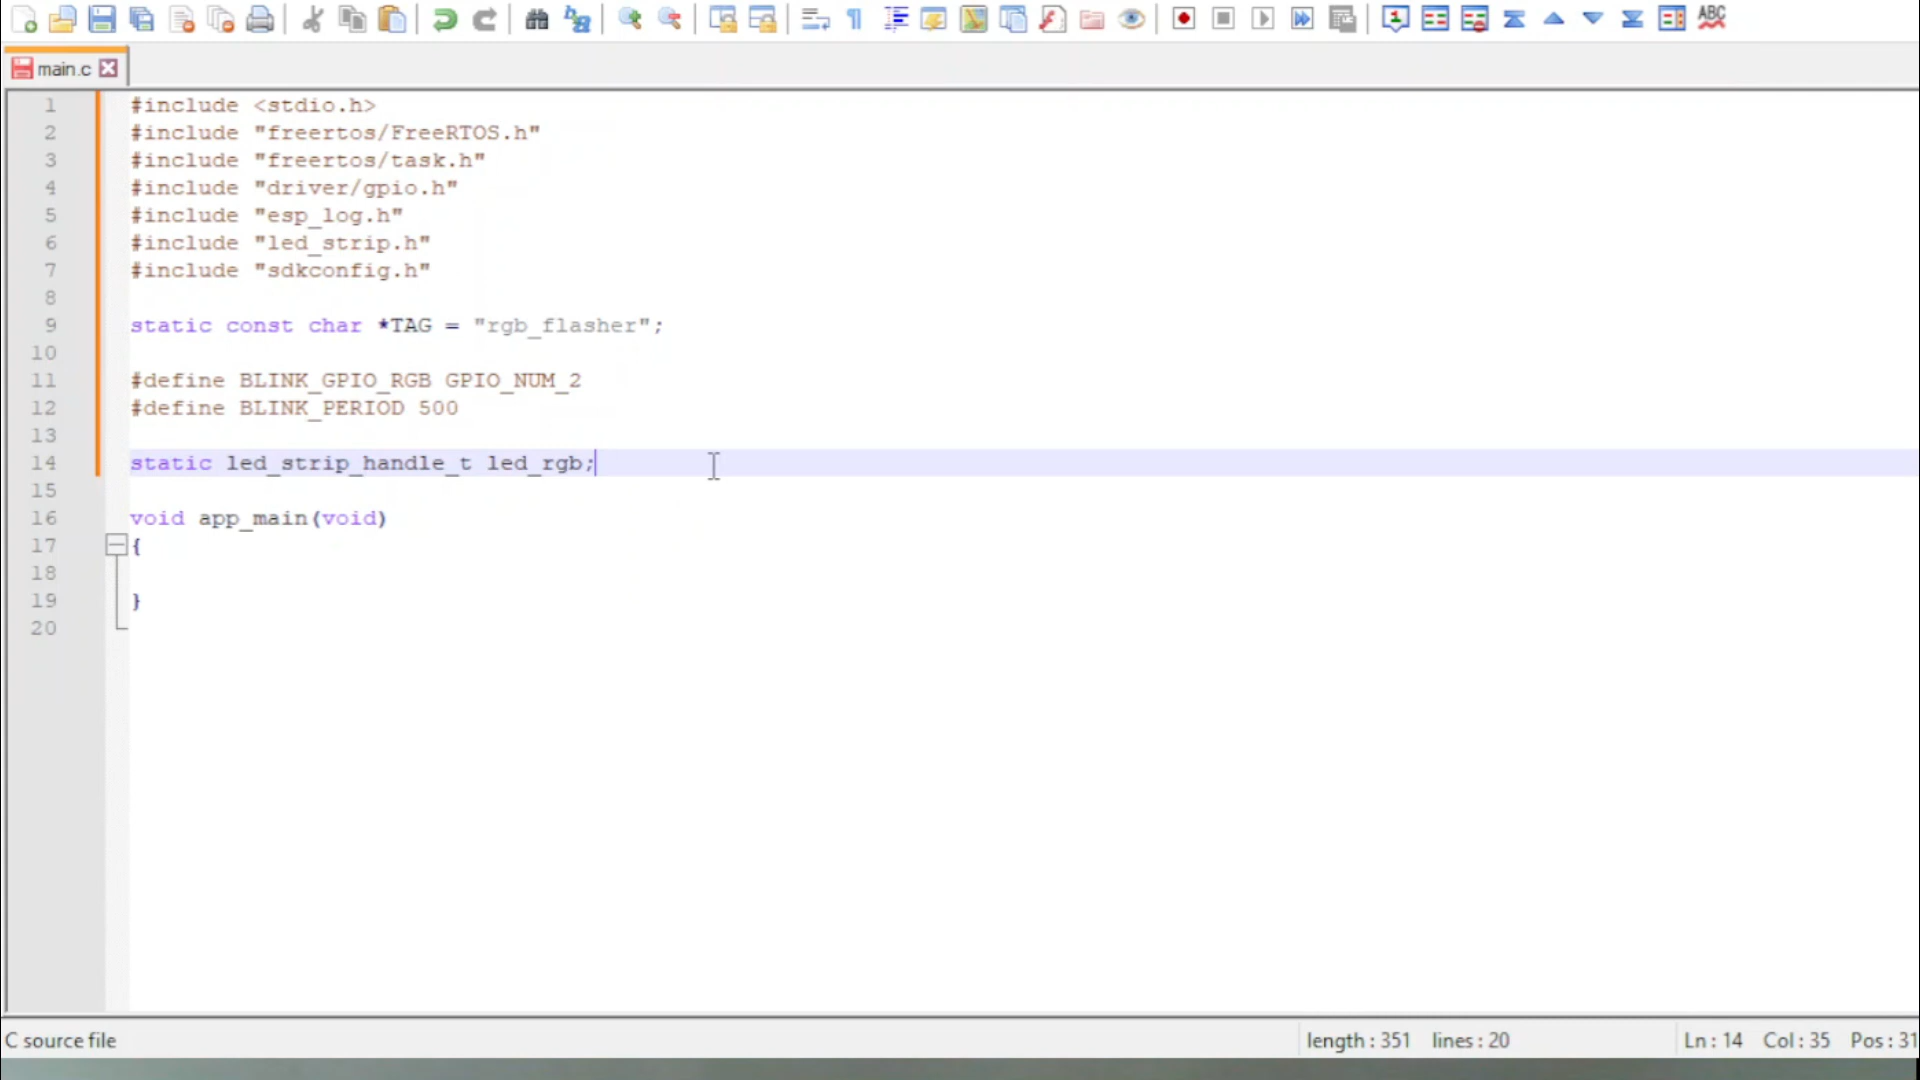 ABC
main.c
1 #include <stdio.h>
2 #include "freertos/FreeRTOS.h"
3 #include "freertos/task.h"
4 #include "driver/gpio.h"
5 #include "esp_log.h"
6 #include "led_strip.h"
7 #include "sdkconfig.h"
8
9 static const char *TAG = "rgb_flasher";
10
11 #define BLINK_GPIO_RGB GPIO_NUM_2
12 #define BLINK_PERIOD 500
13
14 static led_strip_handle_t led_rgb;
15
16 void app_main(void)
17 {
18
19 }
20
C source file length : 351 lines : 20 Ln : 14 Col : 35 Pos : 31